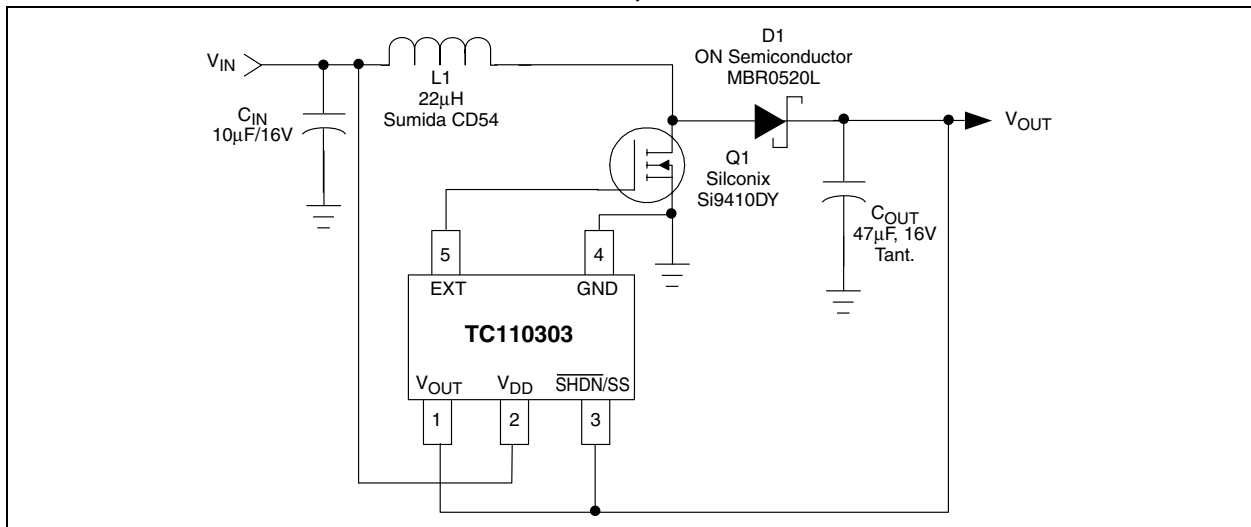 VIN
CIN
10µF/16V
L1
22µH
Sumida CD54
D1
ON Semiconductor
MBR0520L
VOUT
Q1
Silconix
Si9410DY
COUT
47µF, 16V
Tant.
5
4
EXT
GND
TC110303
VOUT
VDD
SHDN/SS
1
2
3